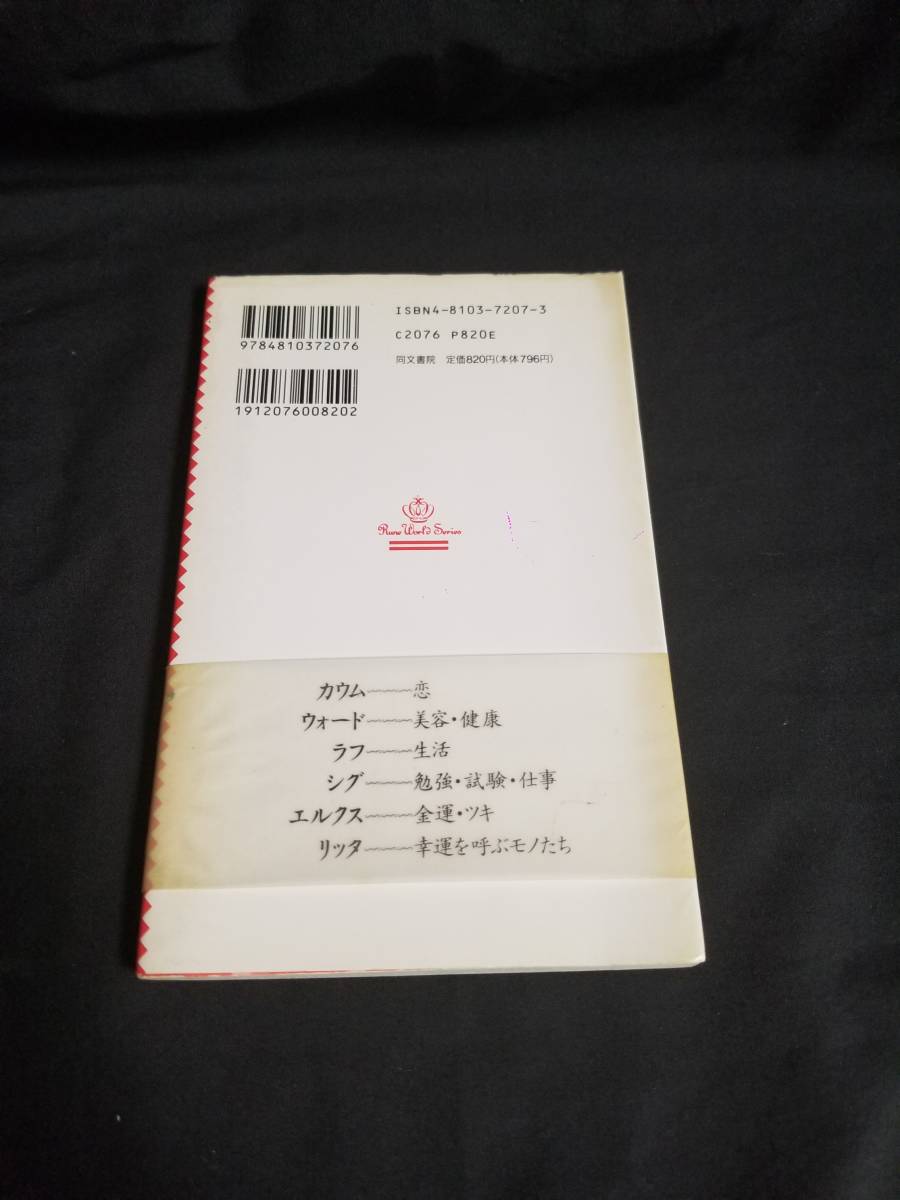 ISBN4-8103-7207-3
9784810372076
C2076 P820E
同文書院 定価820円(本体796円)
1912076008202
Rune World Series
カウム――恋
ウォード――美容・健康
ラフ――生活
シグ――勉強・試験・仕事
エルクス――金運・ツキ
リッタ――幸運を呼ぶモノたち